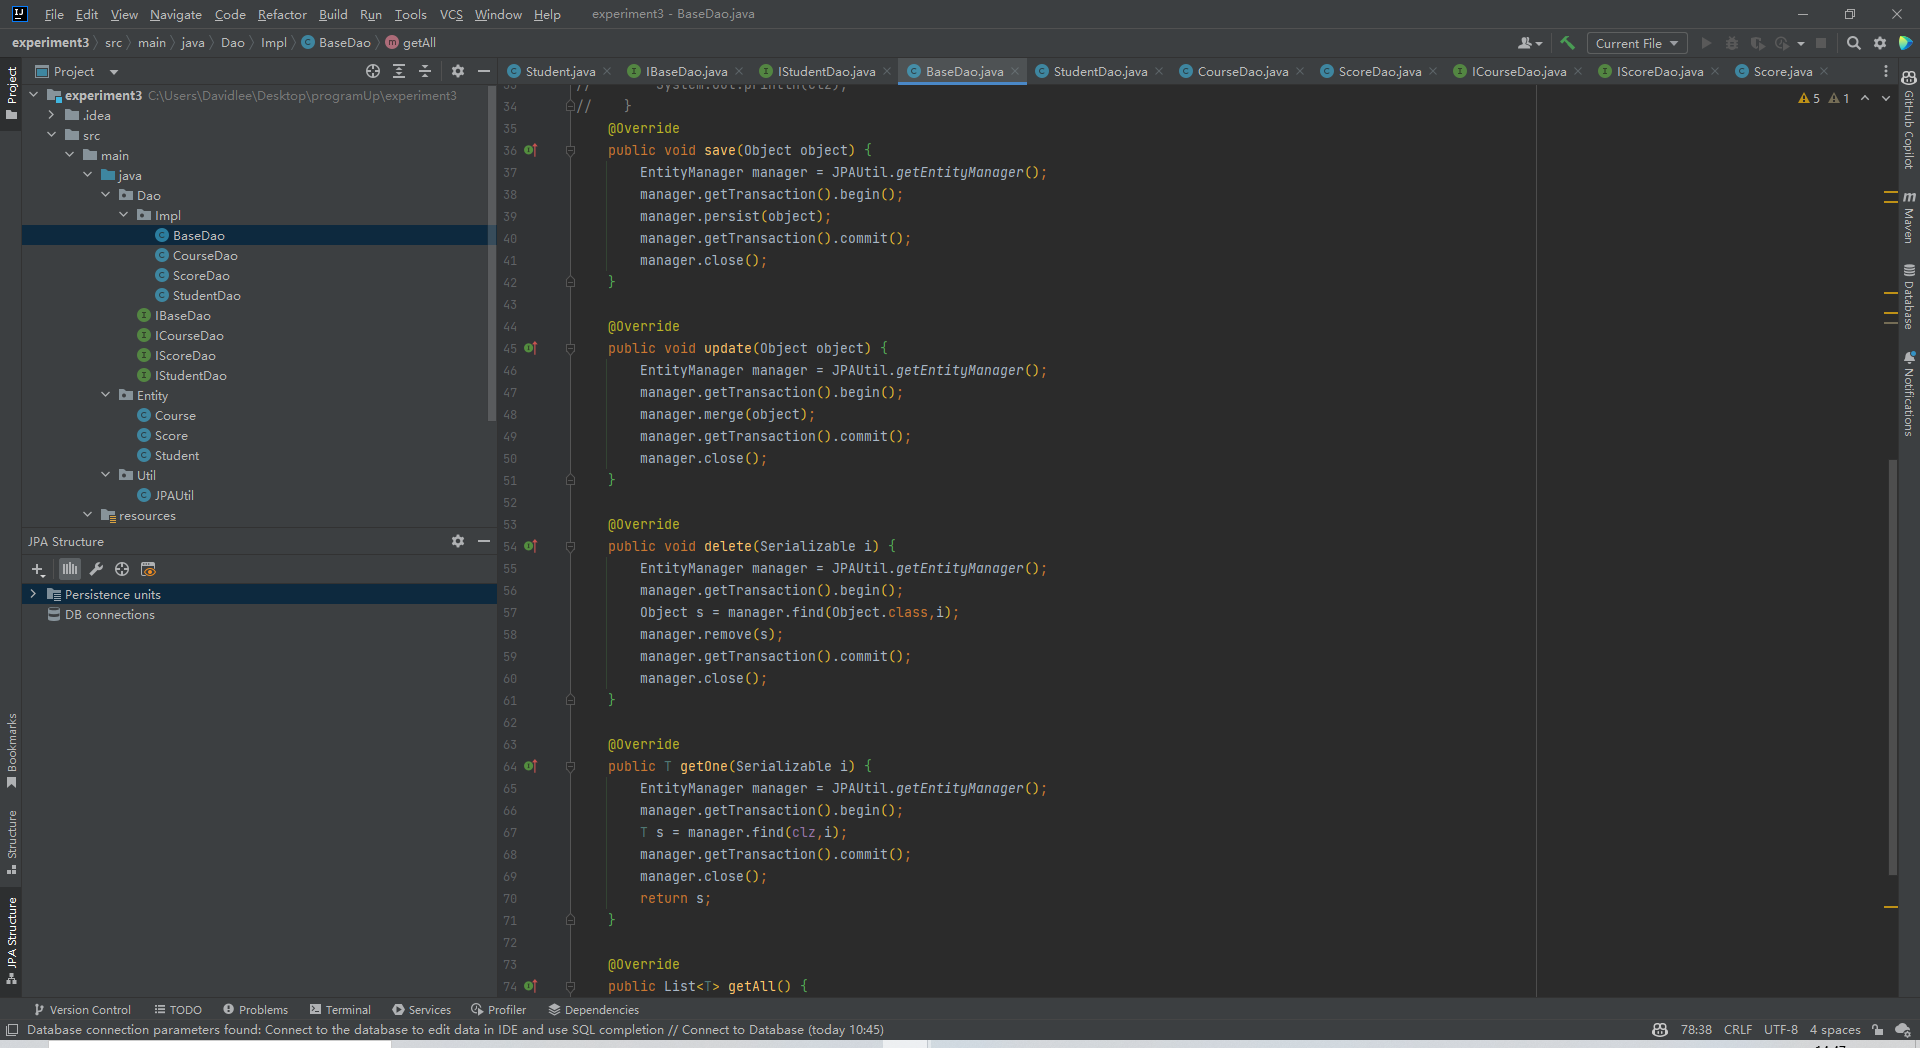 File Edit View Navigate Code Refactor Build Run Tools VCS Window Help experiment3 - BaseDao.java
experiment3 src main java Dao Impl BaseDao getAll
Current File
Project
Student.java IBaseDao.java IStudentDao.java BaseDao.java StudentDao.java CourseDao.java ScoreDao.java ICourseDao.java IScoreDao.java Score.java
experiment3 C:\Users\Davidlee\Desktop\programUp\experiment3
.idea
src
main
java
Dao
Impl
BaseDao
CourseDao
ScoreDao
StudentDao
IBaseDao
ICourseDao
IScoreDao
IStudentDao
Entity
Course
Score
Student
Util
JPAUtil
resources
JPA Structure
Persistence units
DB connections
5 1
33 // System.out.println(clz);
34 // }
35 @Override
36 public void save(Object object) {
37 EntityManager manager = JPAUtil.getEntityManager();
38 manager.getTransaction().begin();
39 manager.persist(object);
40 manager.getTransaction().commit();
41 manager.close();
42 }
43
44 @Override
45 public void update(Object object) {
46 EntityManager manager = JPAUtil.getEntityManager();
47 manager.getTransaction().begin();
48 manager.merge(object);
49 manager.getTransaction().commit();
50 manager.close();
51 }
52
53 @Override
54 public void delete(Serializable i) {
55 EntityManager manager = JPAUtil.getEntityManager();
56 manager.getTransaction().begin();
57 Object s = manager.find(Object.class,i);
58 manager.remove(s);
59 manager.getTransaction().commit();
60 manager.close();
61 }
62
63 @Override
64 public T getOne(Serializable i) {
65 EntityManager manager = JPAUtil.getEntityManager();
66 manager.getTransaction().begin();
67 T s = manager.find(clz,i);
68 manager.getTransaction().commit();
69 manager.close();
70 return s;
71 }
72
73 @Override
74 public List<T> getAll() {
Project
Bookmarks
Structure
JPA Structure
GitHub Copilot
Maven
Database
Notifications
Version Control TODO Problems Terminal Services Profiler Dependencies
Database connection parameters found: Connect to the database to edit data in IDE and use SQL completion // Connect to Database (today 10:45)
78:38 CRLF UTF-8 4 spaces